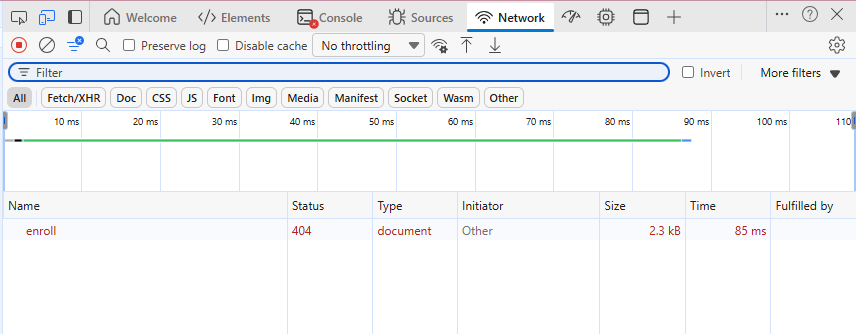 Welcome Elements Console Sources Network
Preserve log Disable cache No throttling
Filter Invert More filters
All Fetch/XHR Doc CSS JS Font Img Media Manifest Socket Wasm Other
10 ms 20 ms 30 ms 40 ms 50 ms 60 ms 70 ms 80 ms 90 ms 100 ms 110
Name Status Type Initiator Size Time Fulfilled by
enroll 404 document Other 2.3 kB 85 ms